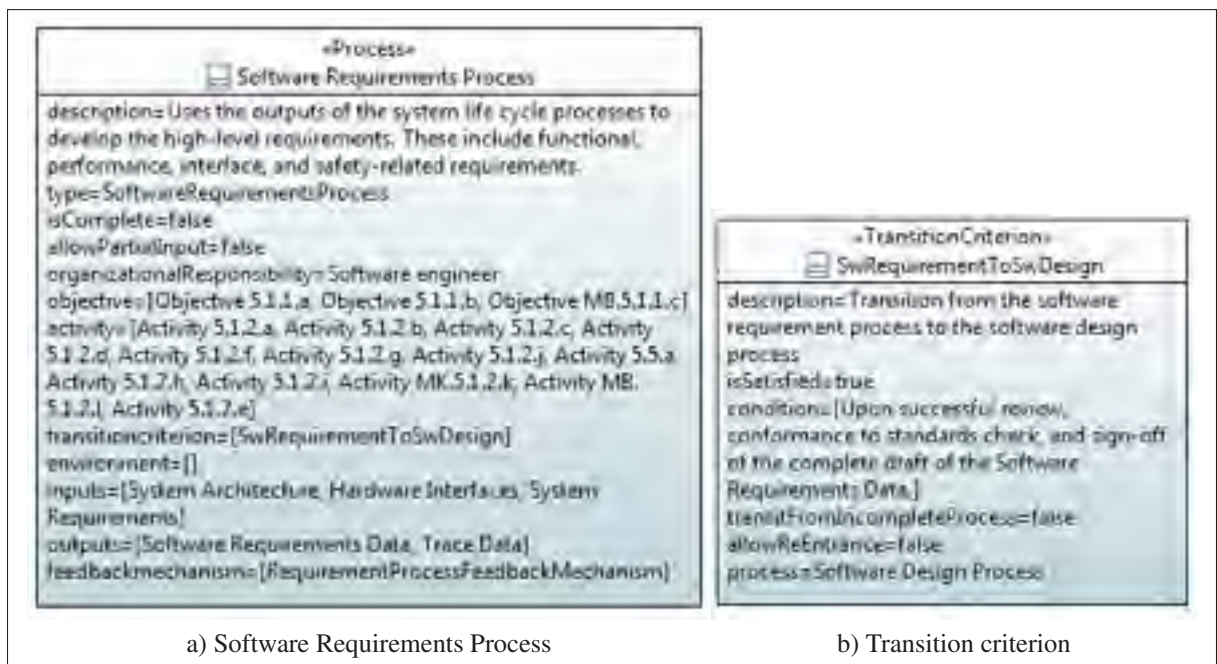 «Process»
Software Requirements Process
description=Uses the outputs of the system life cycle processes to
develop the high-level requirements. These include functional,
performance, interface, and safety-related requirements.
type=SoftwareRequirementsProcess
isComplete=false
allowPartialInput=false
organizationalResponsibility=Software engineer
objective=[Objective 5.1.1.a, Objective 5.1.1.b, Objective MB.5.1.1.c]
activity=[Activity 5.1.2.a, Activity 5.1.2.b, Activity 5.1.2.c, Activity
5.1.2.d, Activity 5.1.2.f, Activity 5.1.2.g, Activity 5.1.2.j, Activity 5.5.a
Activity 5.1.2.h, Activity 5.1.2.i, Activity MK.5.1.2.k, Activity MB.
5.1.2.l, Activity 5.1.2.e]
transitioncriterion=[SwRequirementToSwDesign]
environment=[]
inputs=[System Architecture, Hardware Interfaces, System
Requirements]
outputs=[Software Requirements Data, Trace Data]
feedbackmechanism=[RequirementProcessFeedbackMechanism]
a) Software Requirements Process
«TransitionCriterion»
SwRequirementToSwDesign
description=Transition from the software
requirement process to the software design
process
isSatisfied=true
condition=[Upon successful review,
conformance to standards check, and sign-off
of the complete draft of the Software
Requirements Data.]
transitFromIncompleteProcess=false
allowReEntrance=false
process=Software Design Process
b) Transition criterion